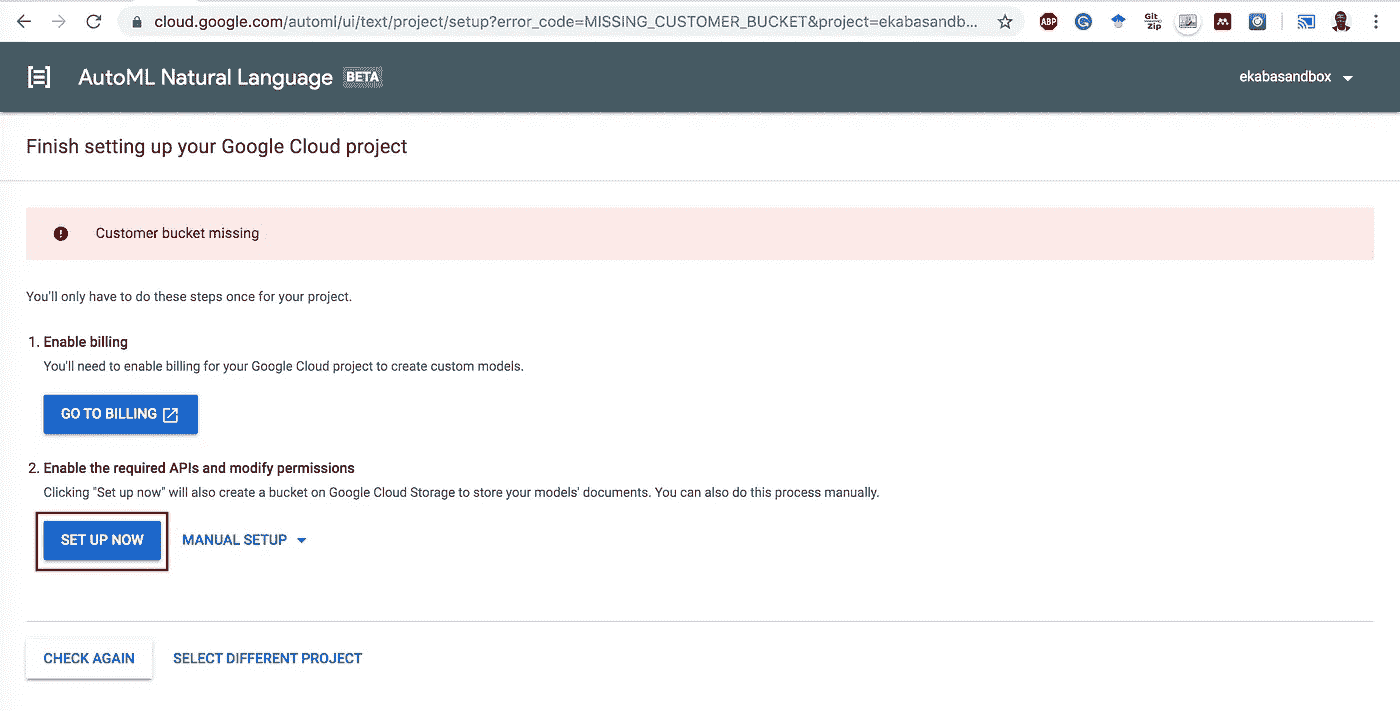 cloud.google.com/automl/ui/text/project/setup?error_code=MISSING_CUSTOMER_BUCKET&project=ekabasandb...
ABP
Git Zip
AutoML Natural Language BETA
ekabasandbox
Finish setting up your Google Cloud project
Customer bucket missing
You'll only have to do these steps once for your project.
1. Enable billing
You'll need to enable billing for your Google Cloud project to create custom models.
GO TO BILLING
2. Enable the required APIs and modify permissions
Clicking "Set up now" will also create a bucket on Google Cloud Storage to store your models' documents. You can also do this process manually.
SET UP NOW MANUAL SETUP
CHECK AGAIN SELECT DIFFERENT PROJECT